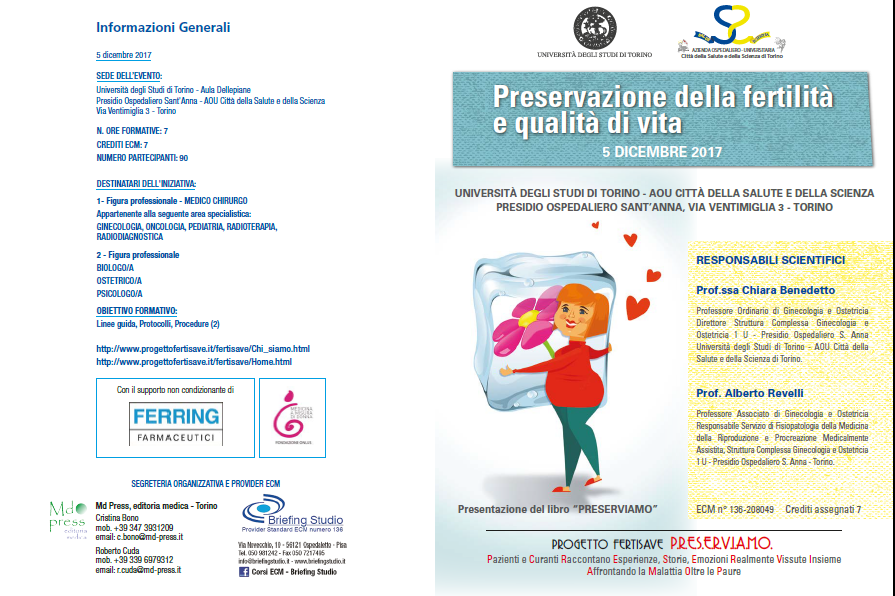 Informazioni Generali
5 dicembre 2017
SEDE DELL'EVENTO:
Università degli Studi di Torino - Aula Dellepiane
Presidio Ospedaliero Sant'Anna - AOU Città della Salute e della Scienza
Via Ventimiglia 3 - Torino
N. ORE FORMATIVE: 7
CREDITI ECM: 7
NUMERO PARTECIPANTI: 90
DESTINATARI DELL'INIZIATIVA:
1- Figura professionale - MEDICO CHIRURGO
Appartenente alla seguente area specialistica:
GINECOLOGIA, ONCOLOGIA, PEDIATRIA, RADIOTERAPIA,
RADIODIAGNOSTICA
2 - Figura professionale
BIOLOGO/A
OSTETRICO/A
PSICOLOGO/A
OBIETTIVO FORMATIVO:
Linee guida, Protocolli, Procedure (2)
http://www.progettofertisave.it/fertisave/Chi_siamo.html
http://www.progettofertisave.it/fertisave/Home.html
Con il supporto non condizionante di
FERRING
FARMACEUTICI
MEDICINA
A MISURA
DI DONNA
FONDAZIONE ONLUS
SEGRETERIA ORGANIZZATIVA E PROVIDER ECM
Md
press
editoria
medica
Md Press, editoria medica - Torino
Cristina Bono
mob. +39 347 3931209
email: c.bono@md-press.it
Roberto Cuda
mob. +39 339 6979312
email: r.cuda@md-press.it
Briefing Studio
Provider Standard ECM numero 136
Via Novecchio, 10 - 56121 Ospedaletto - Pisa
Tel. 050 981242 - Fax 050 7217495
info@briefingstudio.it - www.briefingstudio.it
Corsi ECM - Briefing Studio
UNIVERSITÀ DEGLI STUDI DI TORINO
AZIENDA OSPEDALIERO - UNIVERSITARIA
Città della Salute e della Scienza di Torino
Preservazione della fertilità
e qualità di vita
5 DICEMBRE 2017
UNIVERSITÀ DEGLI STUDI DI TORINO - AOU CITTÀ DELLA SALUTE E DELLA SCIENZA
PRESIDIO OSPEDALIERO SANT'ANNA, VIA VENTIMIGLIA 3 - TORINO
RESPONSABILI SCIENTIFICI
Prof.ssa Chiara Benedetto
Professore Ordinario di Ginecologia e Ostetricia
Direttore Struttura Complessa Ginecologia e
Ostetricia 1 U - Presidio Ospedaliero S. Anna
Università degli Studi di Torino - AOU Città della
Salute e della Scienza di Torino.
Prof. Alberto Revelli
Professore Associato di Ginecologia e Ostetricia
Responsabile Servizio di Fisiopatologia della Medicina
della Riproduzione e Procreazione Medicalmente
Assistita, Struttura Complessa Ginecologia e Ostetricia
1 U - Presidio Ospedaliero S. Anna - Torino.
Presentazione del libro "PRESERVIAMO"
ECM n° 136-208049 Crediti assegnati 7
PROGETTO FERTISAVE P.R.E.S.E.R.V.I.A.M.O.
Pazienti e Curanti Raccontano Esperienze, Storie, Emozioni Realmente Vissute Insieme
Affrontando la Malattia Oltre le Paure